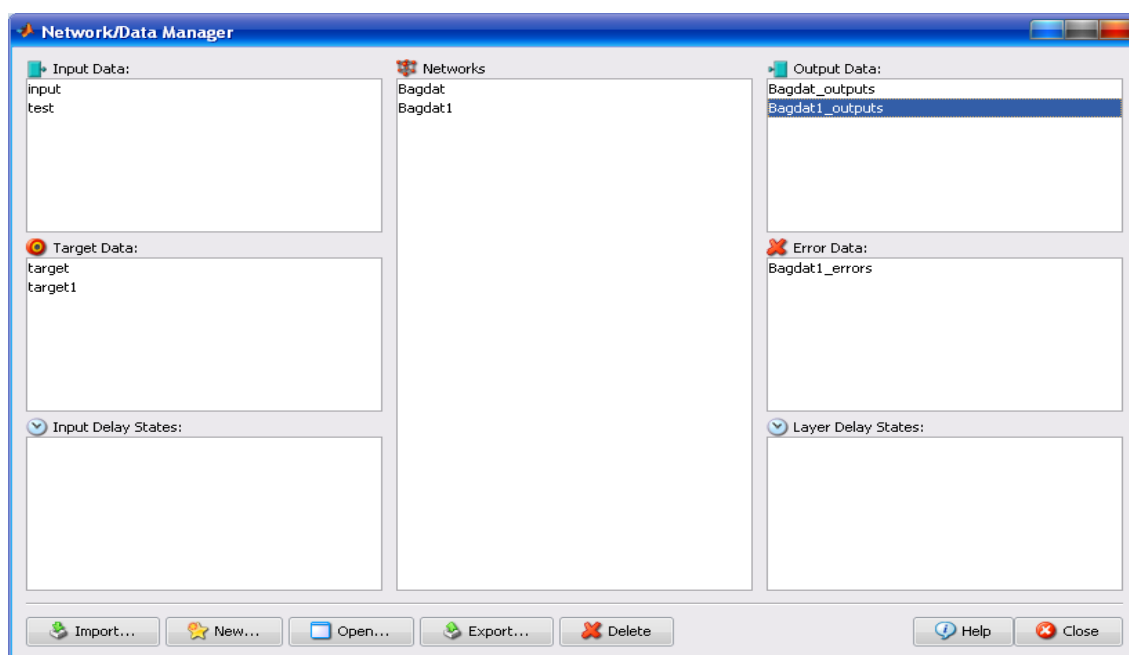 Network/Data Manager
Input Data:
input
test
Networks
Bagdat
Bagdat1
Output Data:
Bagdat_outputs
Bagdat1_outputs
Target Data:
target
target1
Error Data:
Bagdat1_errors
Input Delay States:
Layer Delay States:
Import...
New...
Open...
Export...
Delete
Help
Close